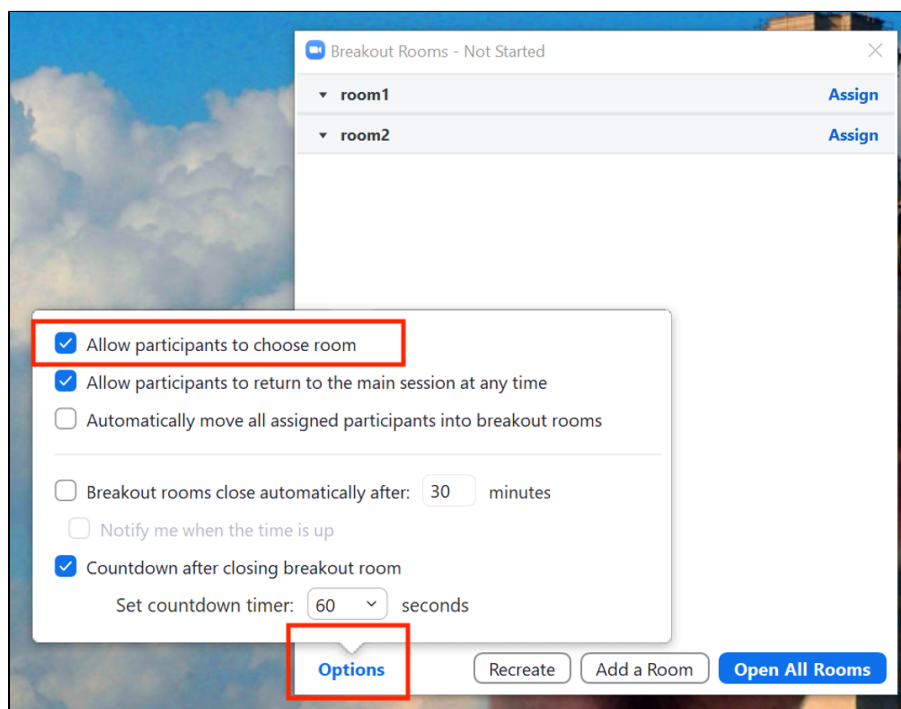 Breakout Rooms - Not Started
room1 Assign
room2 Assign
Allow participants to choose room
Allow participants to return to the main session at any time
Automatically move all assigned participants into breakout rooms
Breakout rooms close automatically after: 30 minutes
Notify me when the time is up
Countdown after closing breakout room
Set countdown timer: 60 seconds
Options Recreate Add a Room Open All Rooms